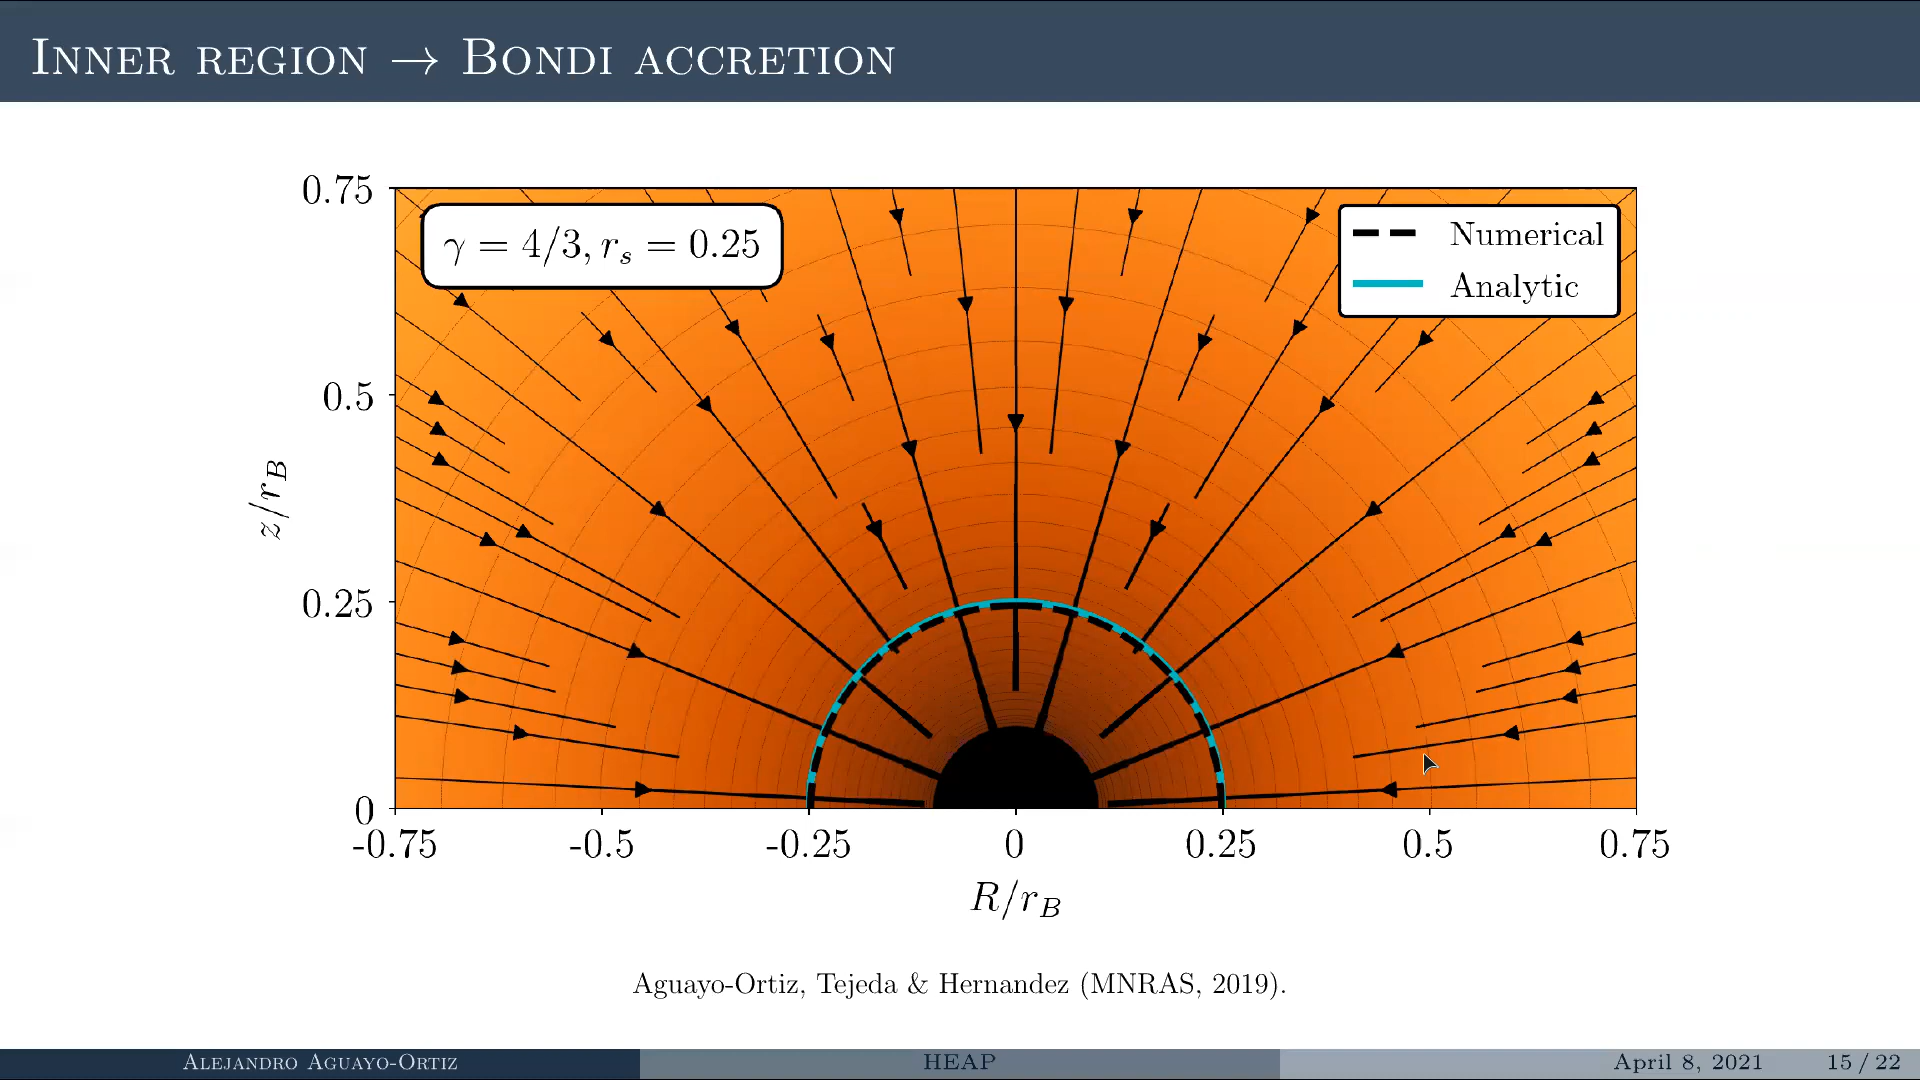 Inner region → Bondi accretion
0.75
γ = 4/3, r_s = 0.25
Numerical
Analytic
0.5
z/r_B
0.25
0
-0.75 -0.5 -0.25 0 0.25 0.5 0.75
R/r_B
Aguayo-Ortiz, Tejeda & Hernandez (MNRAS, 2019).
Alejandro Aguayo-Ortiz HEAP April 8, 2021 15 / 22